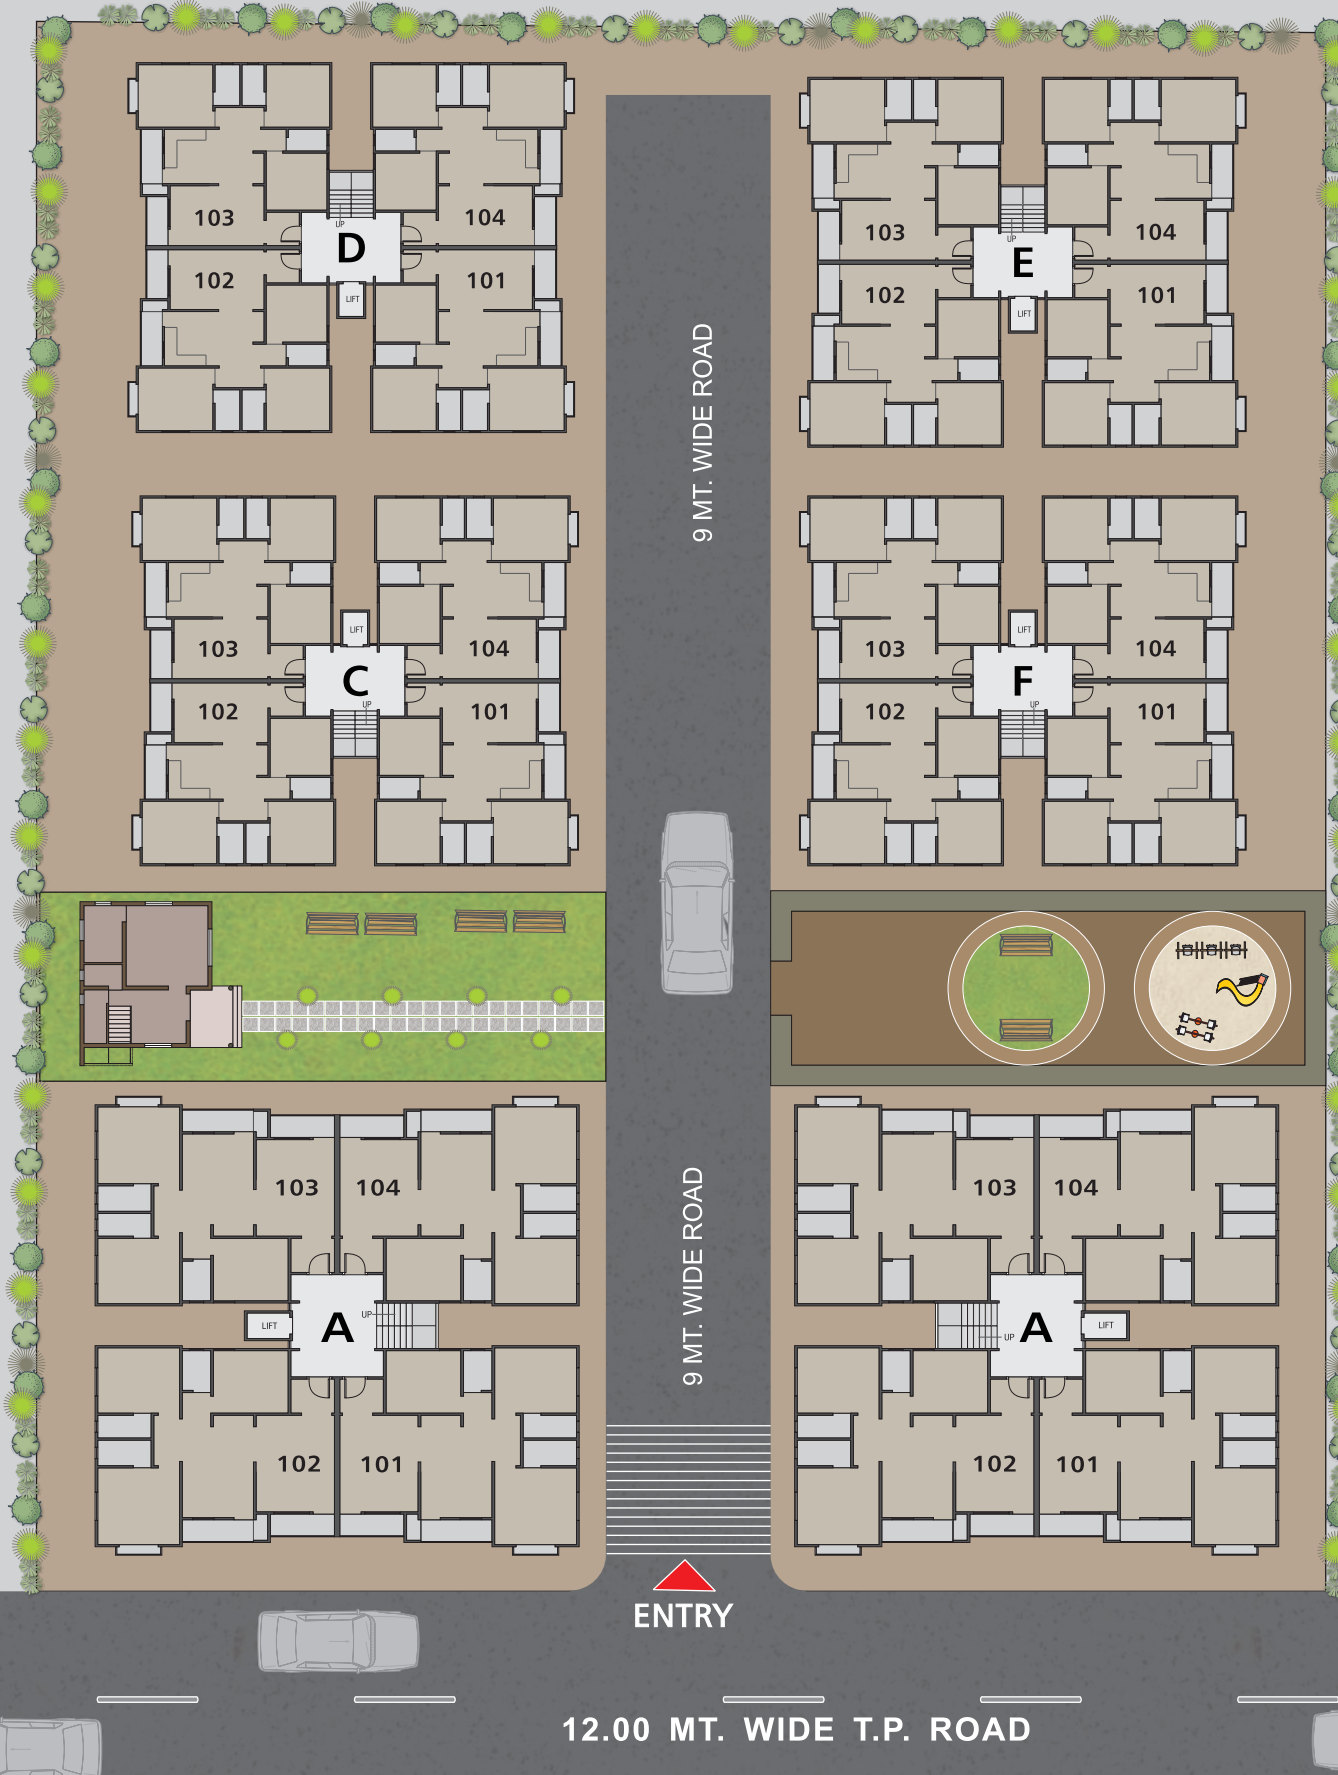 103
104
UP
D
102
101
LIFT
103
104
UP
E
102
101
LIFT
9 MT. WIDE ROAD
LIFT
103
104
C
UP
102
101
LIFT
103
104
F
UP
102
101
103
104
LIFT
UP
A
102
101
9 MT. WIDE ROAD
103
104
UP
A
LIFT
102
101
ENTRY
12.00 MT. WIDE T.P. ROAD